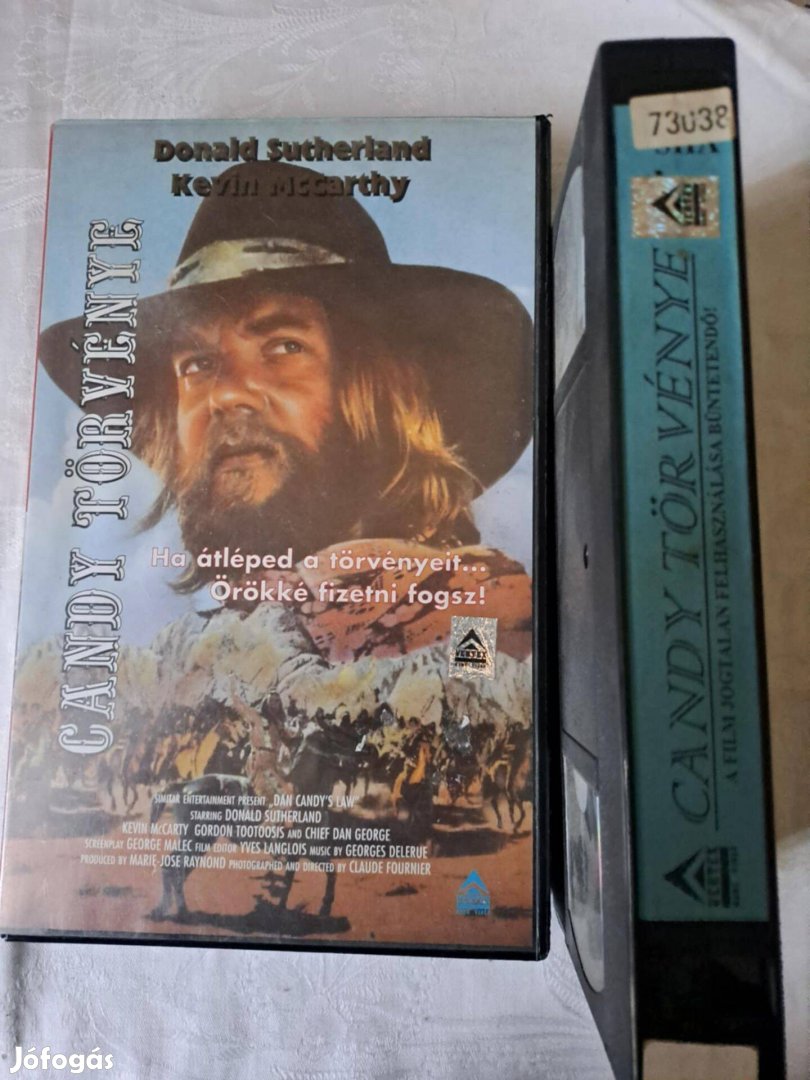 Donald Sutherland
Kevin McCarthy
CANDY TÖRVÉNYE
Ha átléped a törvényeit...
Örökké fizetni fogsz!
SIMITAR ENTERTAINMENT PRESENT „DAN CANDY'S LAW"
STARRING DONALD SUTHERLAND
KEVIN McCARTY GORDON TOOTOOSIS AND CHIEF DAN GEORGE
SCREENPLAY GEORGE MALEC FILM EDITOR YVES LANGLOIS MUSIC BY GEORGES DELERUE
PRODUCED BY MARIE-JOSE RAYNOND PHOTOGRAPHED AND DIRECTED BY CLAUDE FOURNIER
73038
CANDY TÖRVÉNYE
A FILM JOGTALAN FELHASZNÁLÁSA BÜNTETENDŐ!
VERTEX
Jófogás